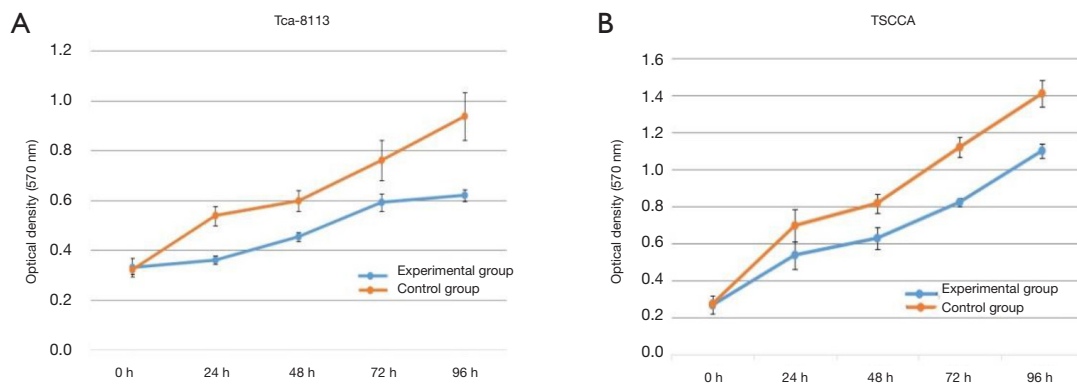 A
Tca-8113
Optical density (570 nm)
1.2
1.0
0.8
0.6
0.4
0.2
0.0
0 h 24 h 48 h 72 h 96 h
Experimental group
Control group
B
TSCCA
Optical density (570 nm)
1.6
1.4
1.2
1.0
0.8
0.6
0.4
0.2
0.0
0 h 24 h 48 h 72 h 96 h
Experimental group
Control group